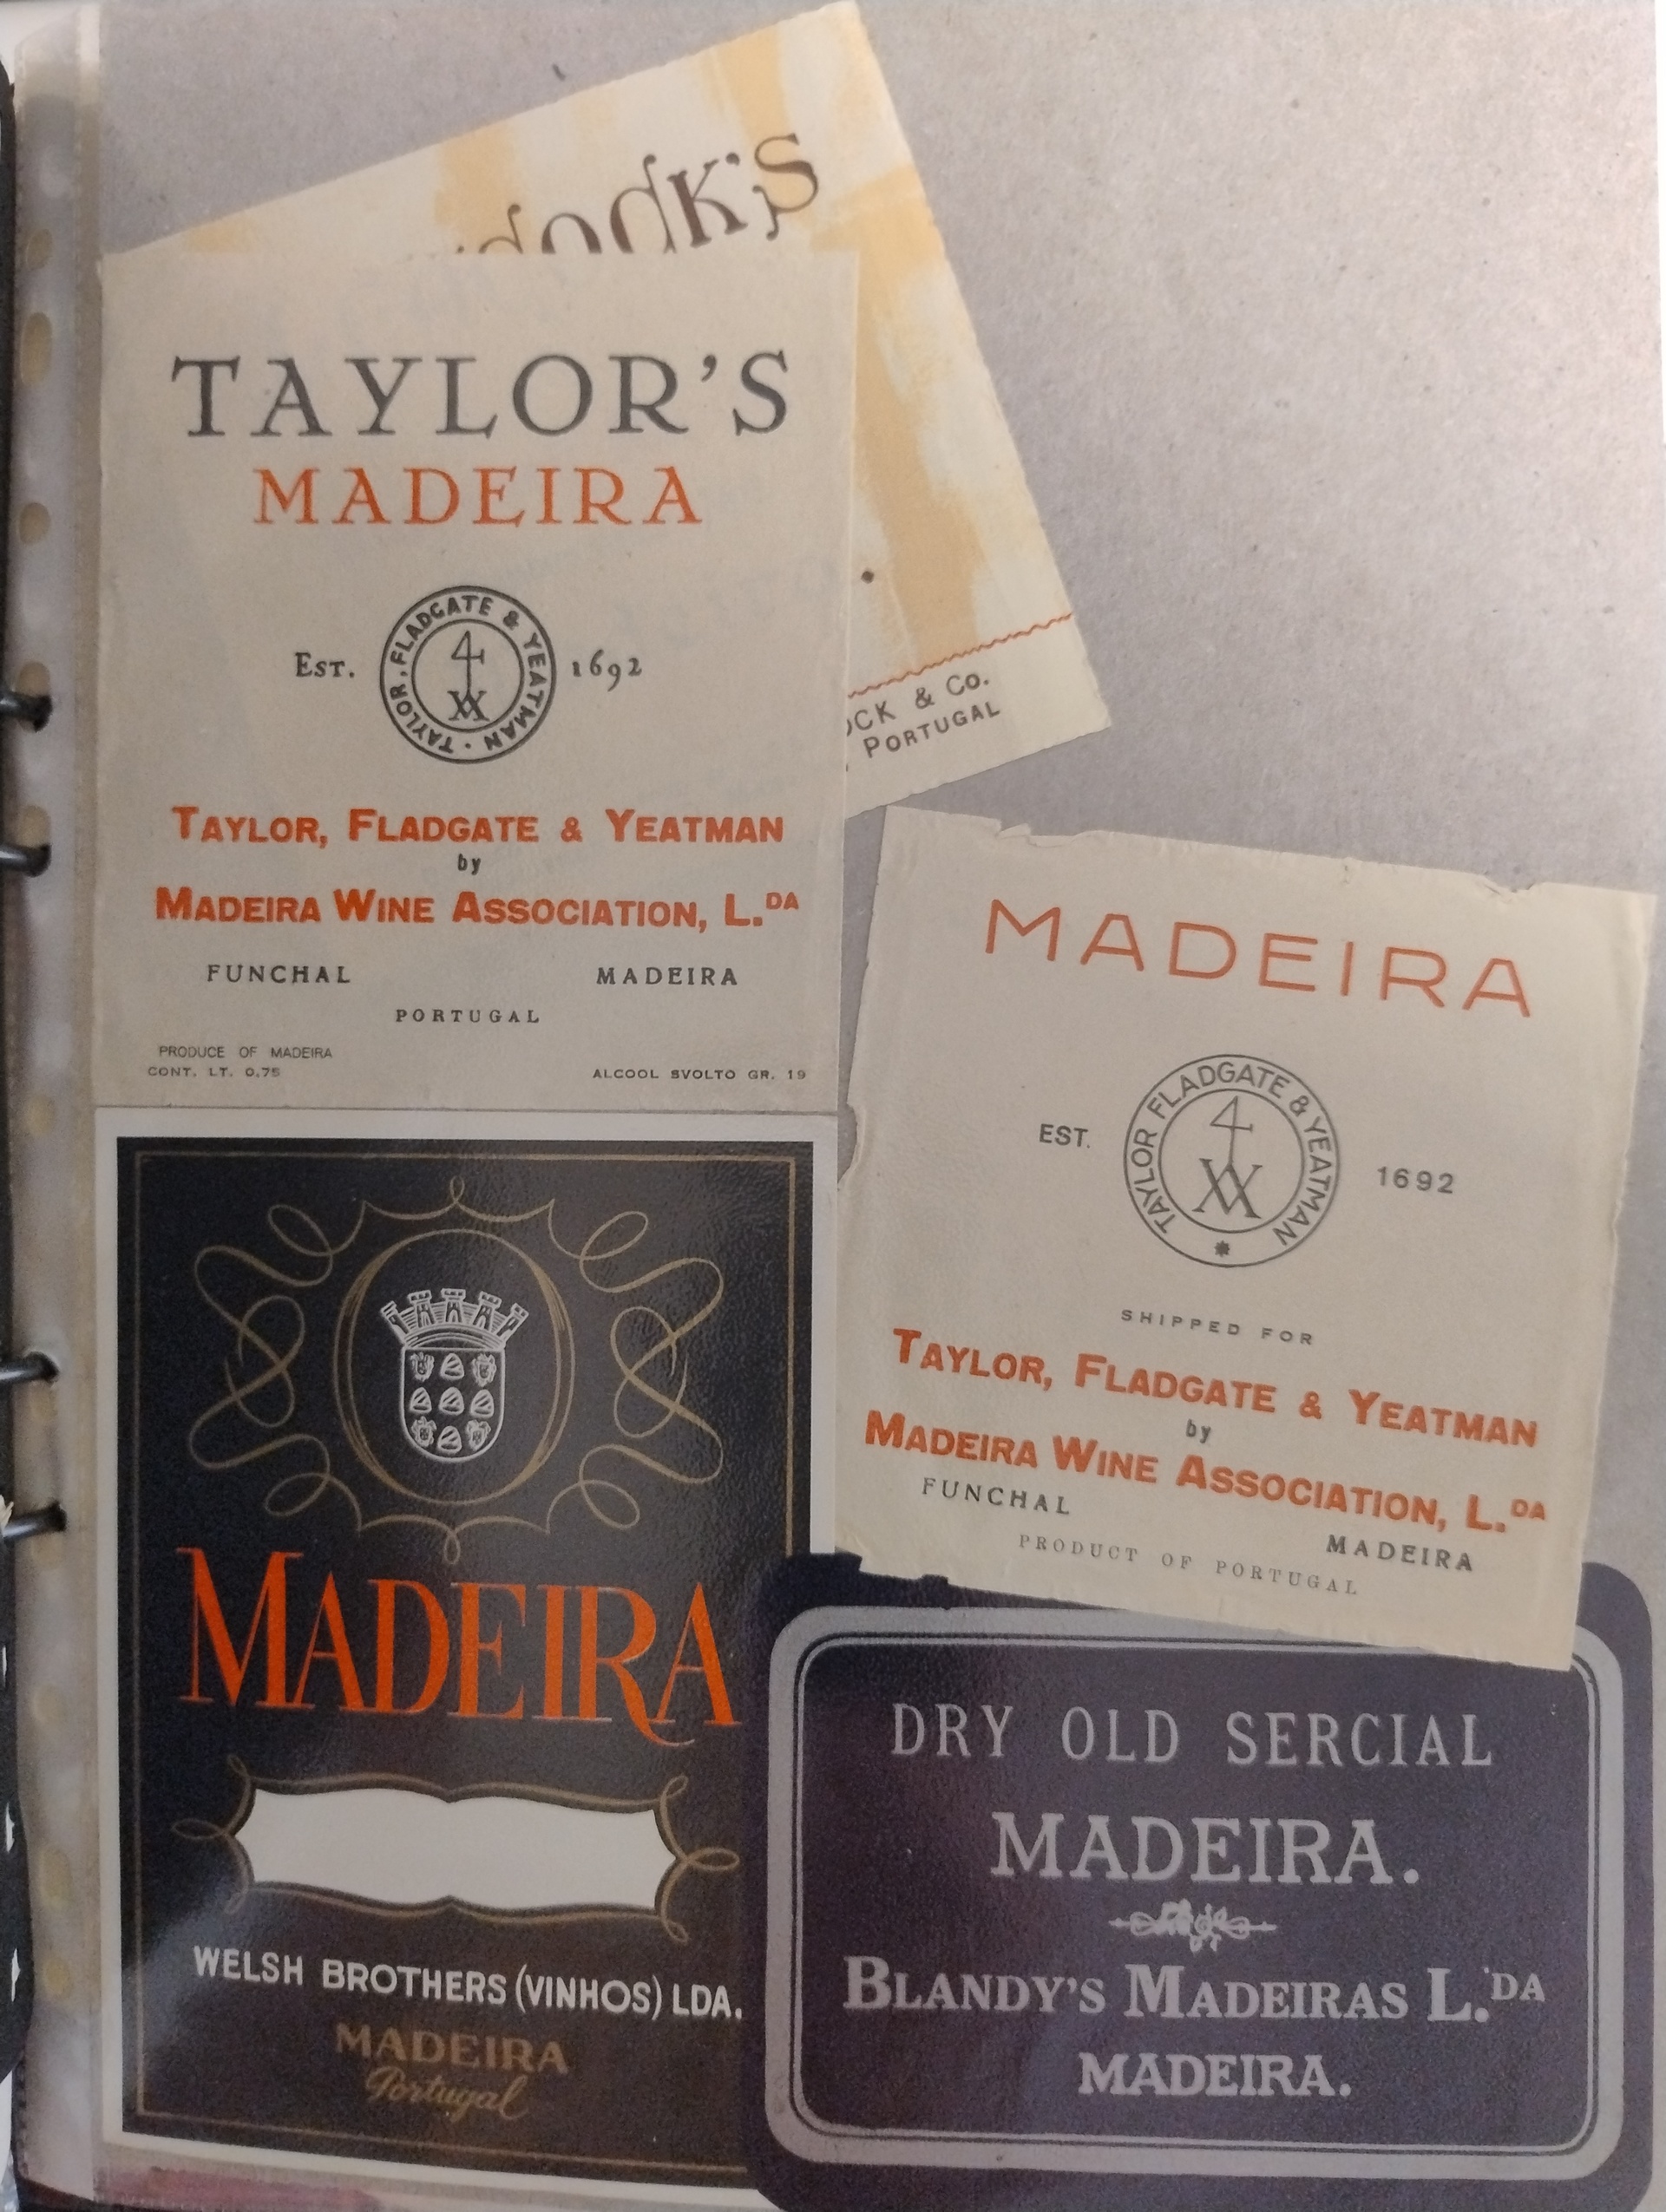 TAYLOR'S
MADEIRA
EST.
TAYLOR, FLADGATE & YEATMAN
4
XX
1692
TAYLOR, FLADGATE & YEATMAN
by
MADEIRA WINE ASSOCIATION, L.DA
FUNCHAL MADEIRA
PORTUGAL
PRODUCE OF MADEIRA
CONT. LT. 0.75
ALCOOL SVOLTO GR. 19
& Co.
PORTUGAL
MADEIRA
EST.
TAYLOR FLADGATE & YEATMAN
4
XX
1692
SHIPPED FOR
TAYLOR, FLADGATE & YEATMAN
by
MADEIRA WINE ASSOCIATION, L.DA
FUNCHAL MADEIRA
PRODUCT OF PORTUGAL
MADEIRA
WELSH BROTHERS (VINHOS) LDA.
MADEIRA
Portugal
DRY OLD SERCIAL
MADEIRA.
BLANDY'S MADEIRAS L.DA
MADEIRA.